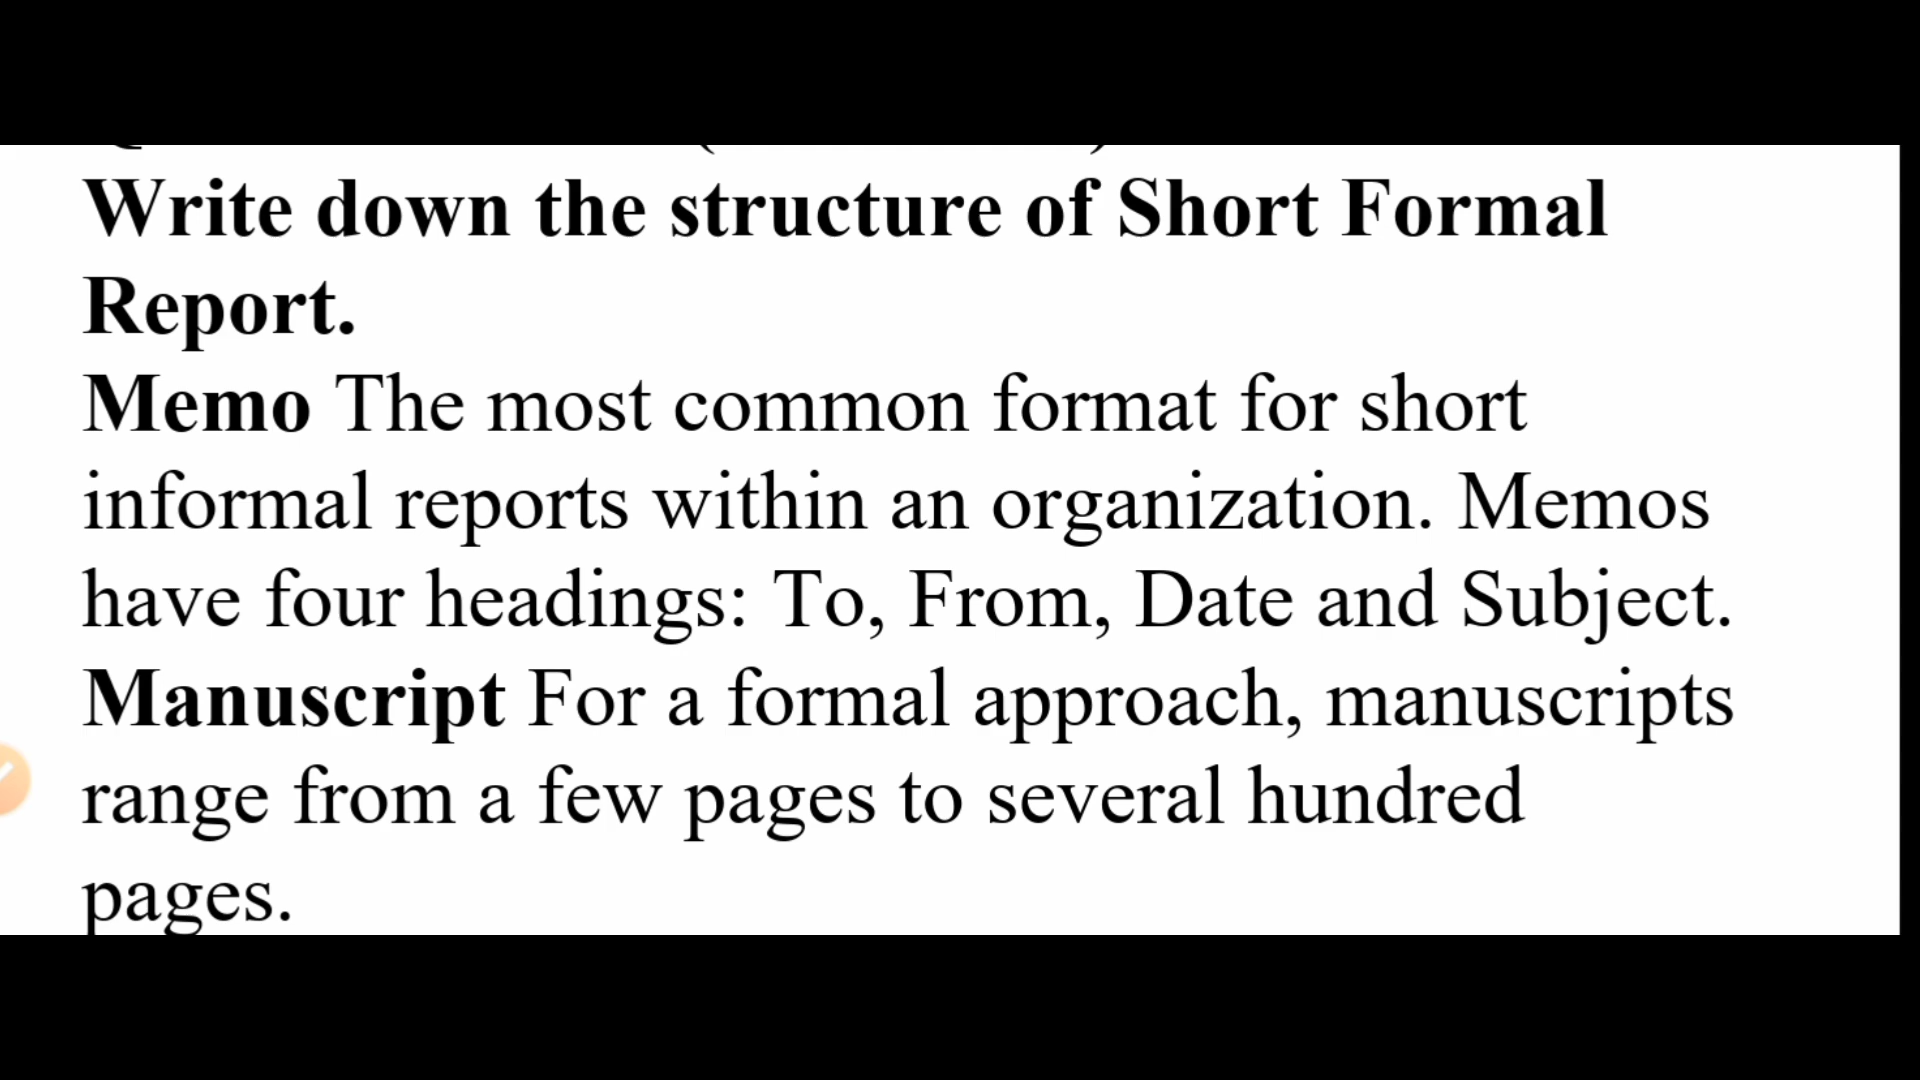 Write down the structure of Short Formal
Report.
Memo The most common format for short
informal reports within an organization. Memos
have four headings: To, From, Date and Subject.
Manuscript For a formal approach, manuscripts
range from a few pages to several hundred
pages.